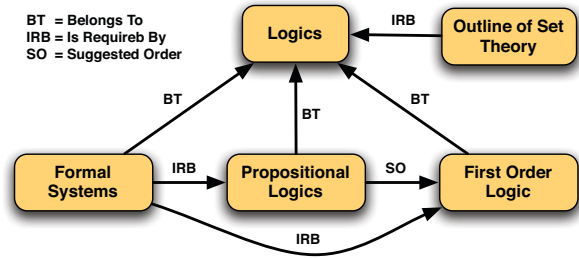 BT = Belongs To
IRB = Is Requireb By
SO = Suggested Order
Logics
IRB
Outline of Set
Theory
BT
BT
BT
Formal
Systems
IRB
Propositional
Logics
SO
First Order
Logic
IRB